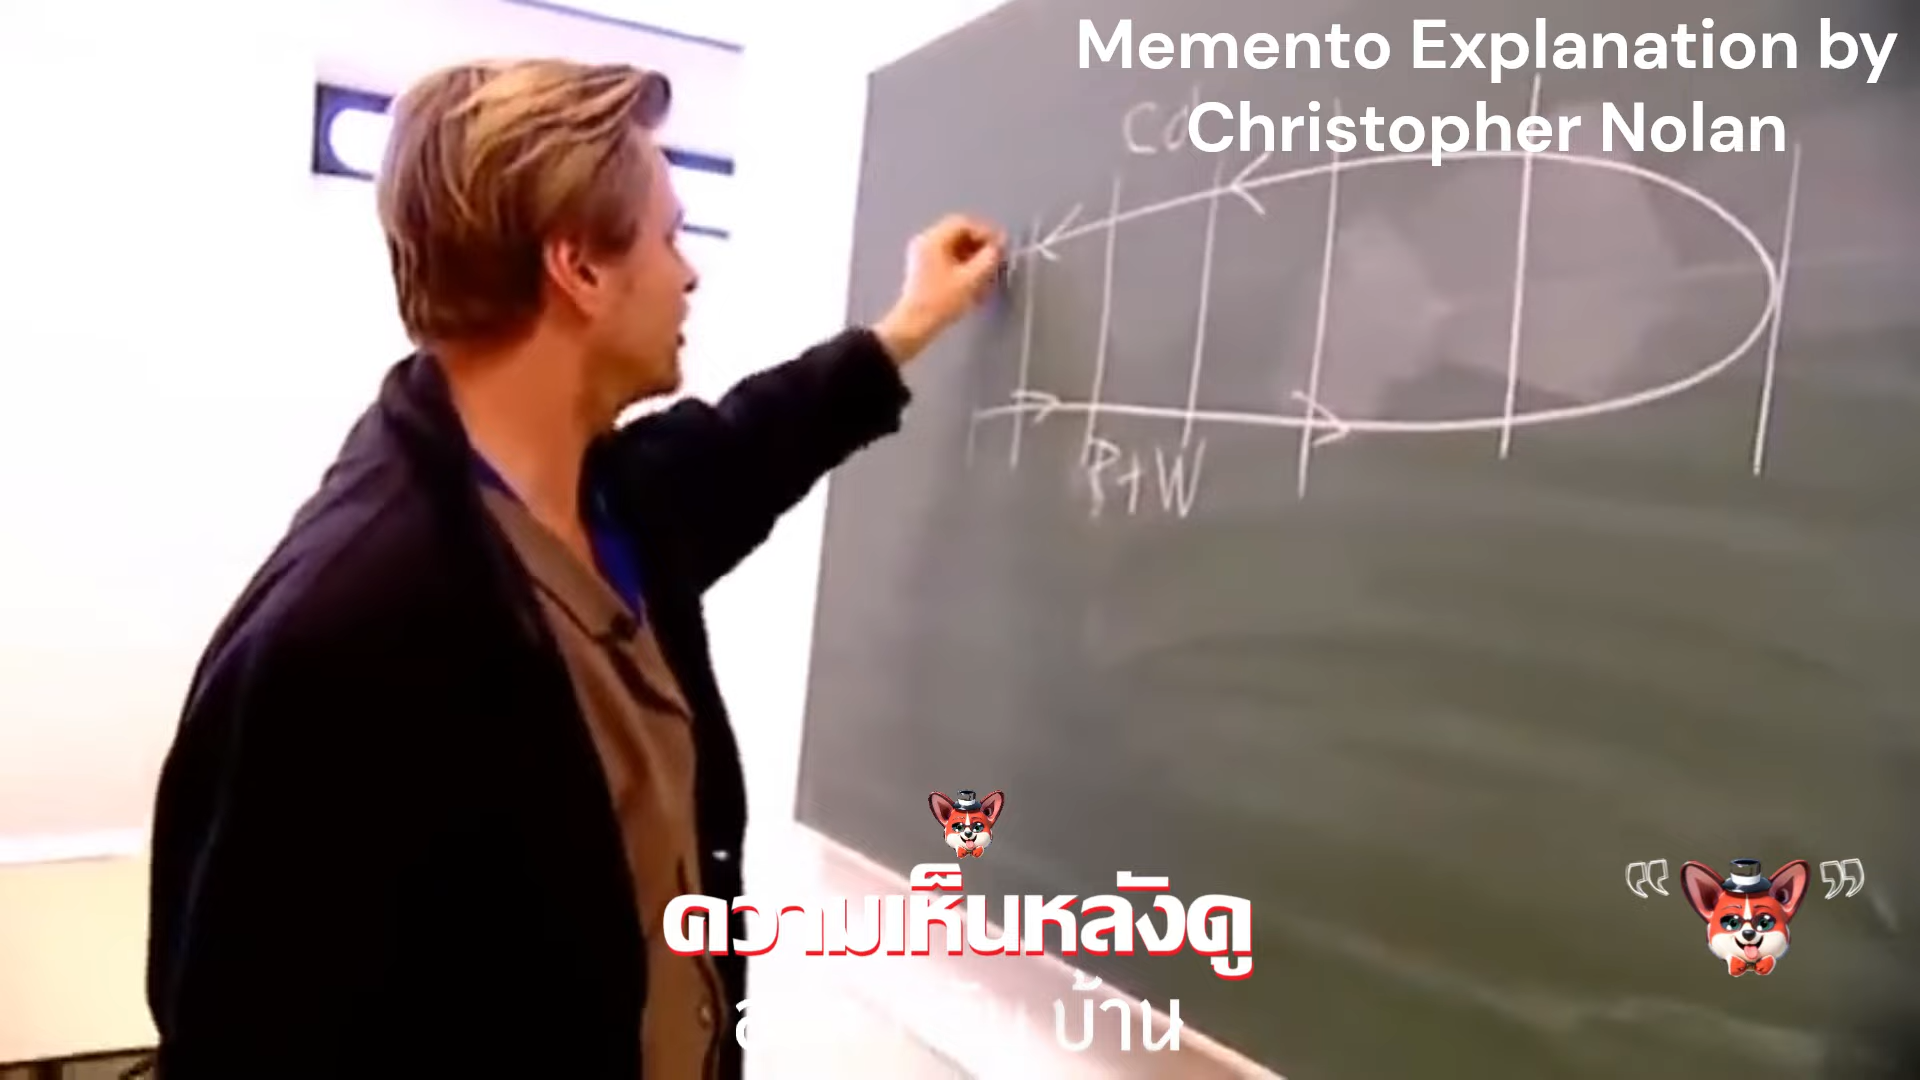 Memento Explanation by
Christopher Nolan
P+W
ความเห็นหลังดู
บ้าน